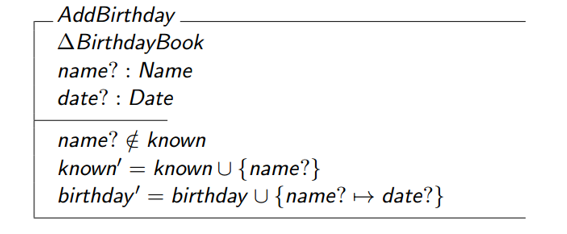 AddBirthday
ΔBirthdayBook
name? : Name
date? : Date
name? ∉ known
known′ = known ∪ {name?}
birthday′ = birthday ∪ {name? ↦ date?}